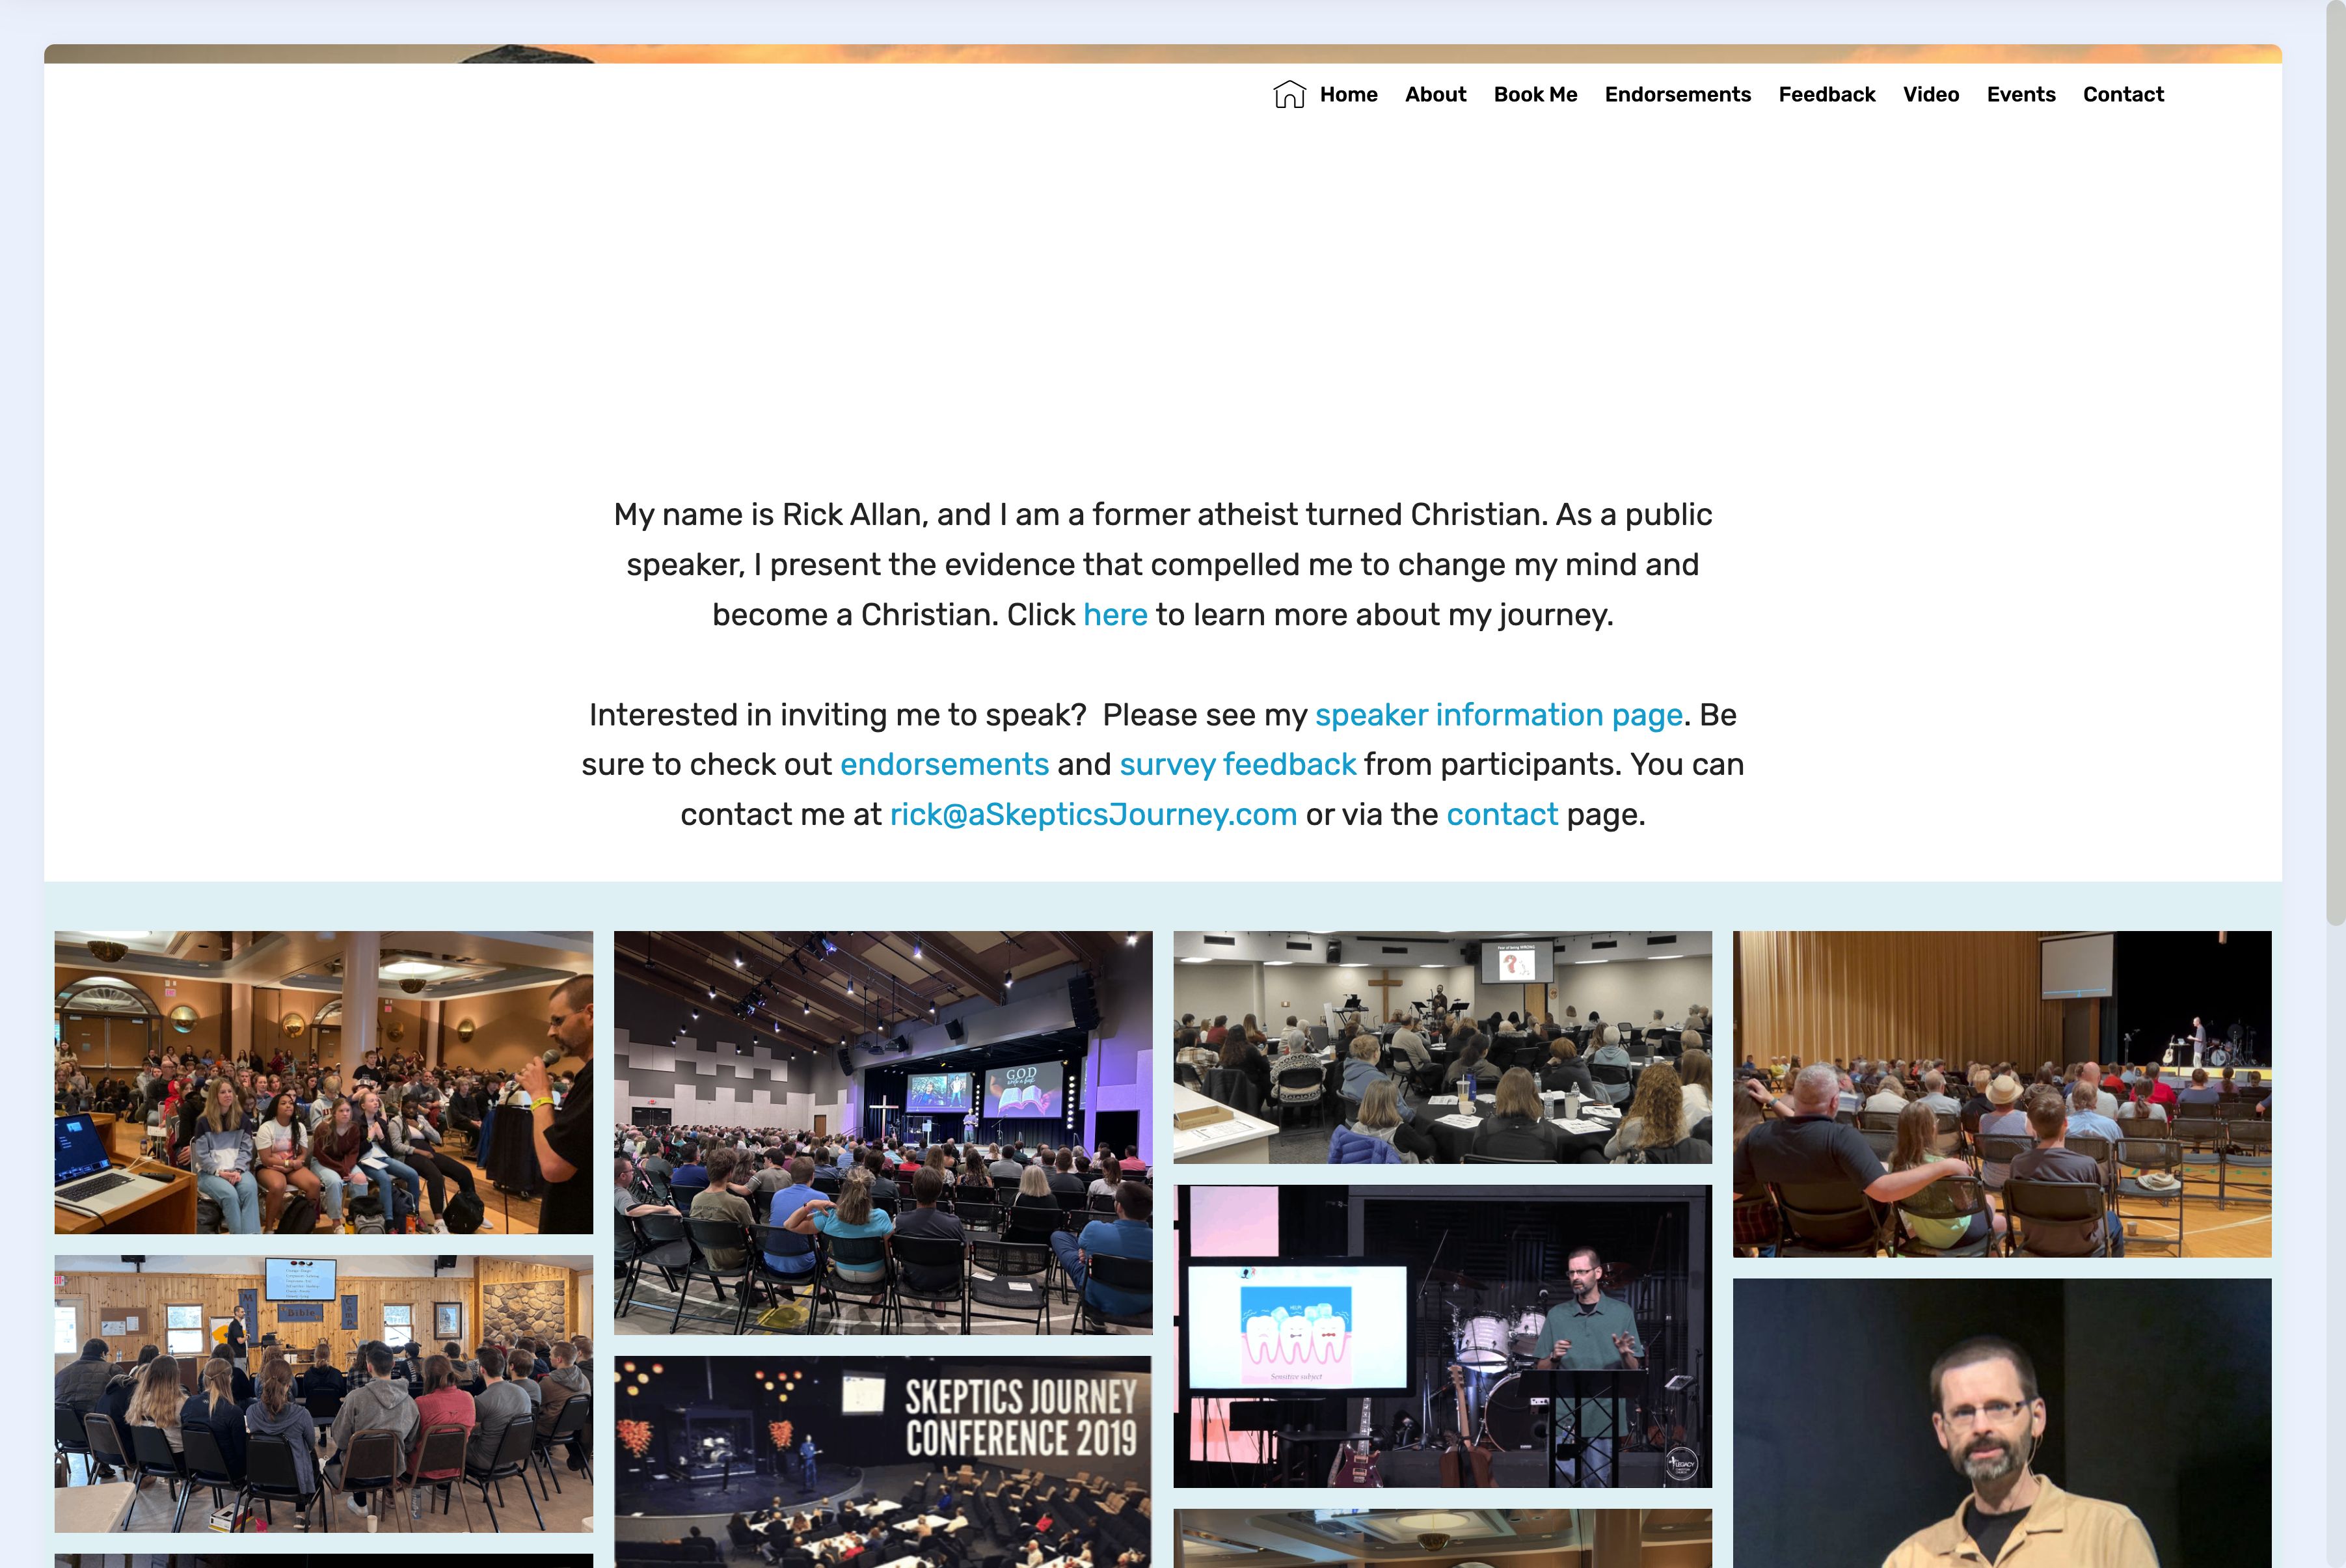 Home About Book Me Endorsements Feedback Video Events Contact
My name is Rick Allan, and I am a former atheist turned Christian. As a public
speaker, I present the evidence that compelled me to change my mind and
become a Christian. Click here to learn more about my journey.
Interested in inviting me to speak?  Please see my speaker information page. Be
sure to check out endorsements and survey feedback from participants. You can
contact me at rick@aSkepticsJourney.com or via the contact page.
GOD
Bible
SKEPTICS JOURNEY
CONFERENCE 2019
Sensitive subject
LEGACY